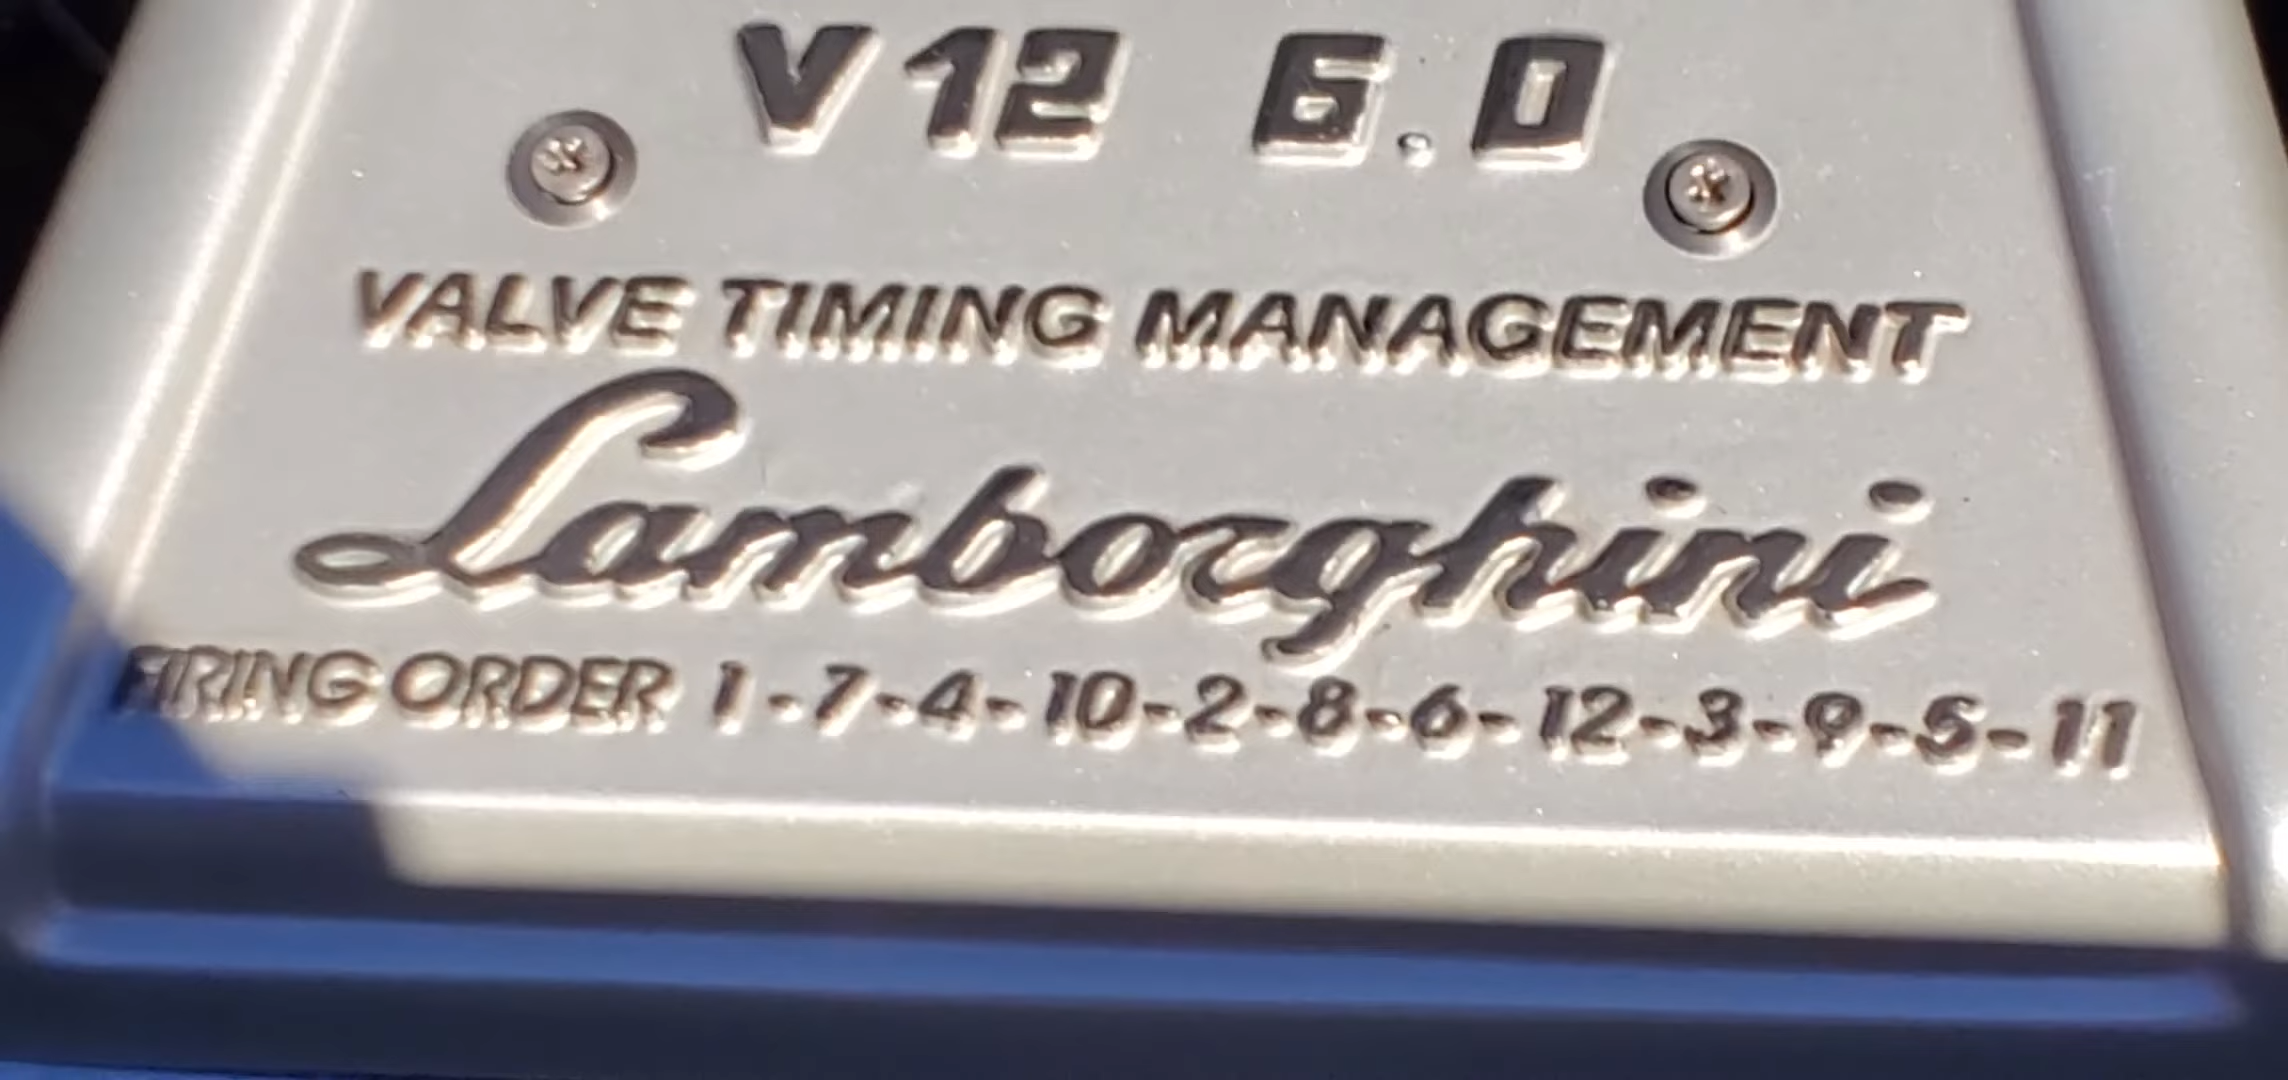 V12 6.0
VALVE TIMING MANAGEMENT
Lamborghini
FIRING ORDER 1-7-4-10-2-8-6-12-3-9-5-11